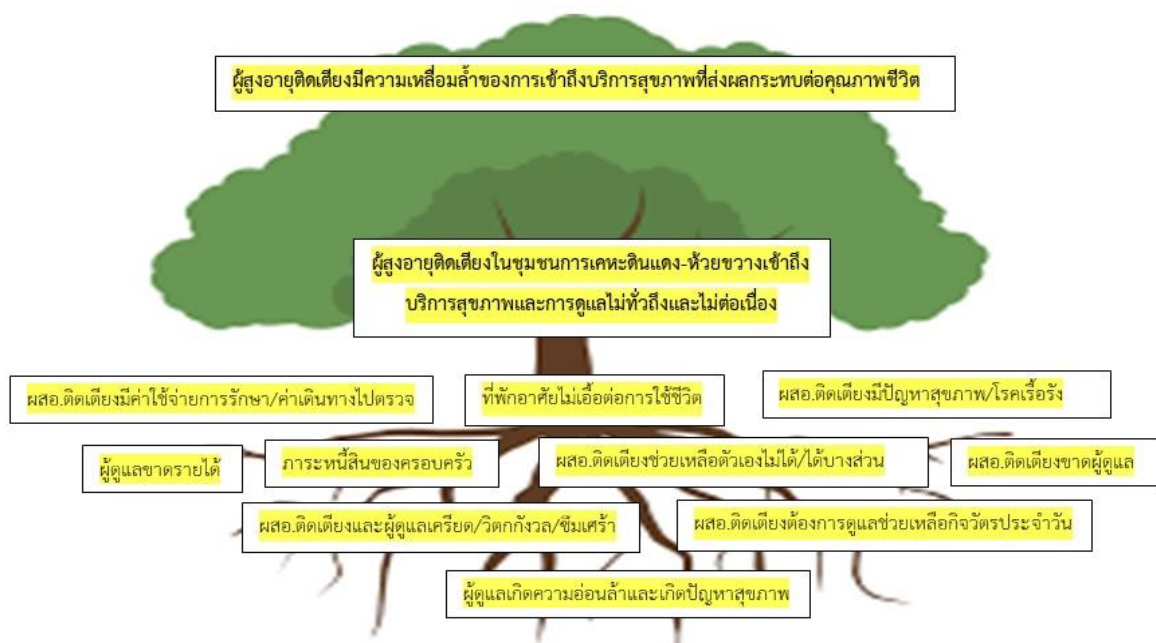 ผู้สูงอายุติดเตียงมีความเหลื่อมล้ำของการเข้าถึงบริการสุขภาพที่ส่งผลกระทบต่อคุณภาพชีวิต
ผู้สูงอายุติดเตียงในชุมชนการเคหะดินแดง-ห้วยขวางเข้าถึง
บริการสุขภาพและการดูแลไม่ทั่วถึงและไม่ต่อเนื่อง
ผสอ.ติดเตียงมีค่าใช้จ่ายการรักษา/ค่าเดินทางไปตรวจ
ที่พักอาศัยไม่เอื้อต่อการใช้ชีวิต
ผสอ.ติดเตียงมีปัญหาสุขภาพ/โรคเรื้อรัง
ผู้ดูแลขาดรายได้
ภาระหนี้สินของครอบครัว
ผสอ.ติดเตียงช่วยเหลือตัวเองไม่ได้/ได้บางส่วน
ผสอ.ติดเตียงขาดผู้ดูแล
ผสอ.ติดเตียงและผู้ดูแลเครียด/วิตกกังวล/ซึมเศร้า
ผสอ.ติดเตียงต้องการดูแลช่วยเหลือกิจวัตรประจำวัน
ผู้ดูแลเกิดความอ่อนล้าและเกิดปัญหาสุขภาพ